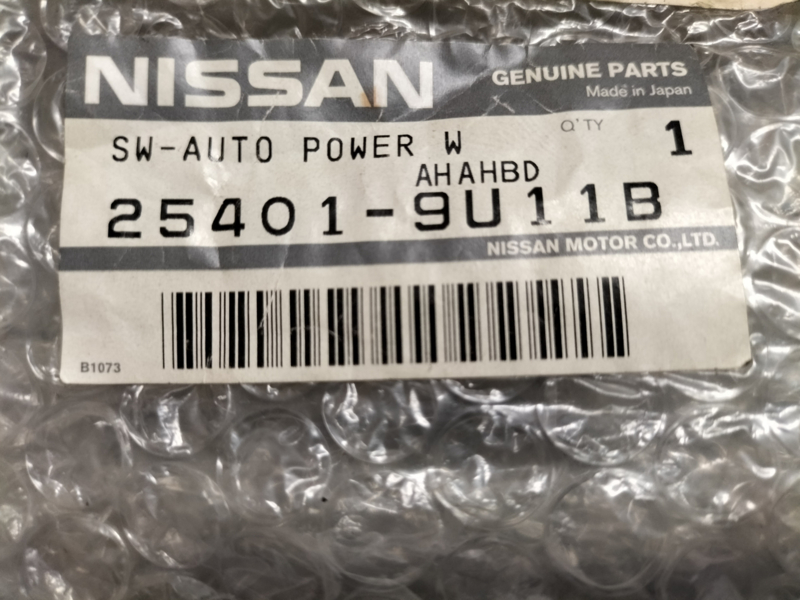 NISSAN
GENUINE PARTS
Made in Japan
SW-AUTO POWER W
Q'TY 1
AHAHBD
25401-9U11B
NISSAN MOTOR CO.,LTD.
B1073